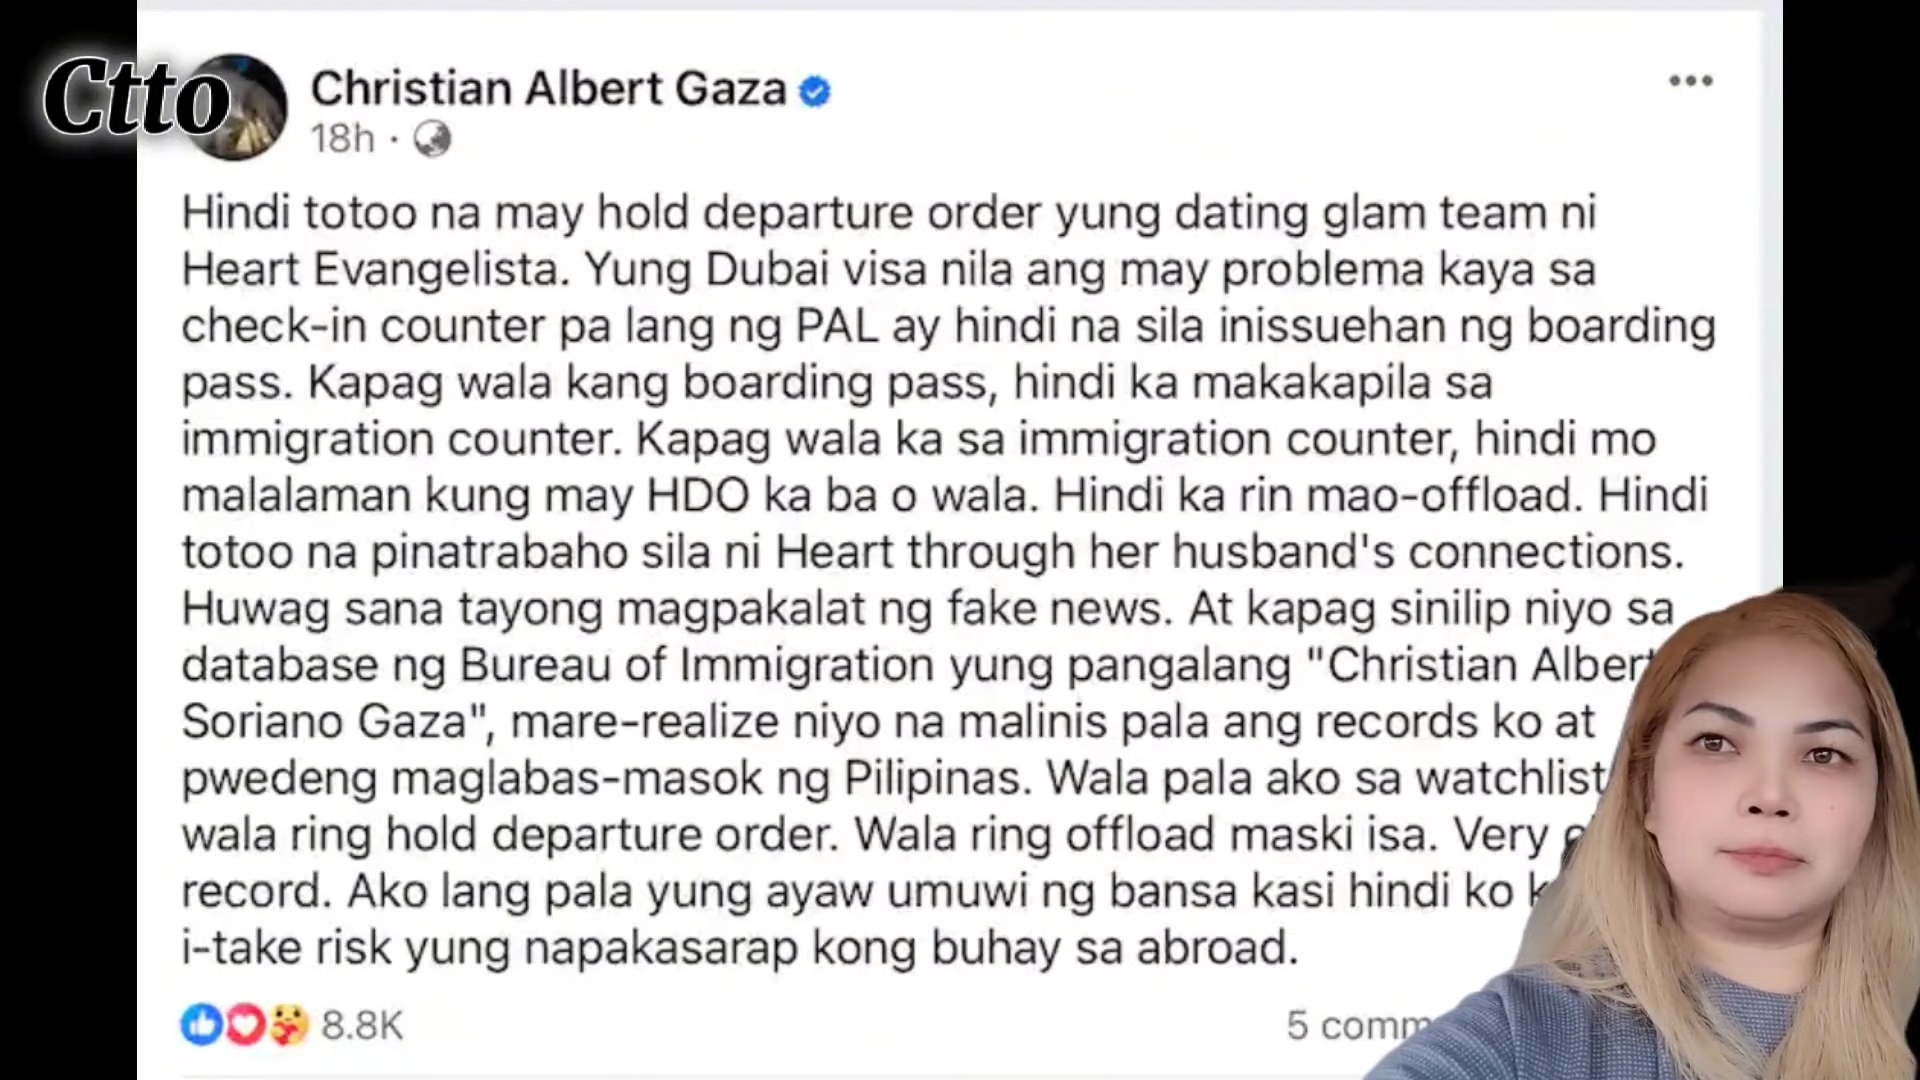 Ctto
Christian Albert Gaza
18h ·
Hindi totoo na may hold departure order yung dating glam team ni
Heart Evangelista. Yung Dubai visa nila ang may problema kaya sa
check-in counter pa lang ng PAL ay hindi na sila inissuehan ng boarding
pass. Kapag wala kang boarding pass, hindi ka makakapila sa
immigration counter. Kapag wala ka sa immigration counter, hindi mo
malalaman kung may HDO ka ba o wala. Hindi ka rin mao-offload. Hindi
totoo na pinatrabaho sila ni Heart through her husband's connections.
Huwag sana tayong magpakalat ng fake news. At kapag sinilip niyo sa
database ng Bureau of Immigration yung pangalang "Christian Albert
Soriano Gaza", mare-realize niyo na malinis pala ang records ko at
pwedeng maglabas-masok ng Pilipinas. Wala pala ako sa watchlist
wala ring hold departure order. Wala ring offload maski isa. Very
record. Ako lang pala yung ayaw umuwi ng bansa kasi hindi ko
i-take risk yung napakasarap kong buhay sa abroad.
8.8K
5